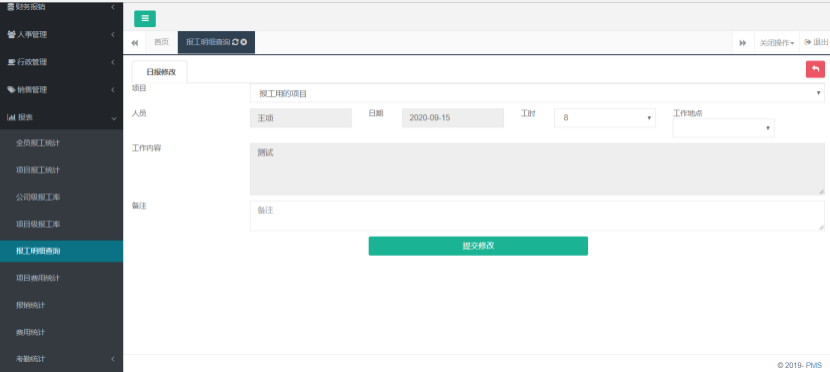 财务报销
人事管理
行政管理
销售管理
报表
全员报工统计
项目报工统计
公司级报工率
项目级报工率
报工明细查询
项目费用统计
报销统计
费用统计
考勤统计
首页
报工明细查询
关闭操作
退出
日报修改
项目
报工用的项目
人员
王项
日期
2020-09-15
工时
8
工作地点
工作内容
测试
备注
备注
提交修改
© 2019- PMS